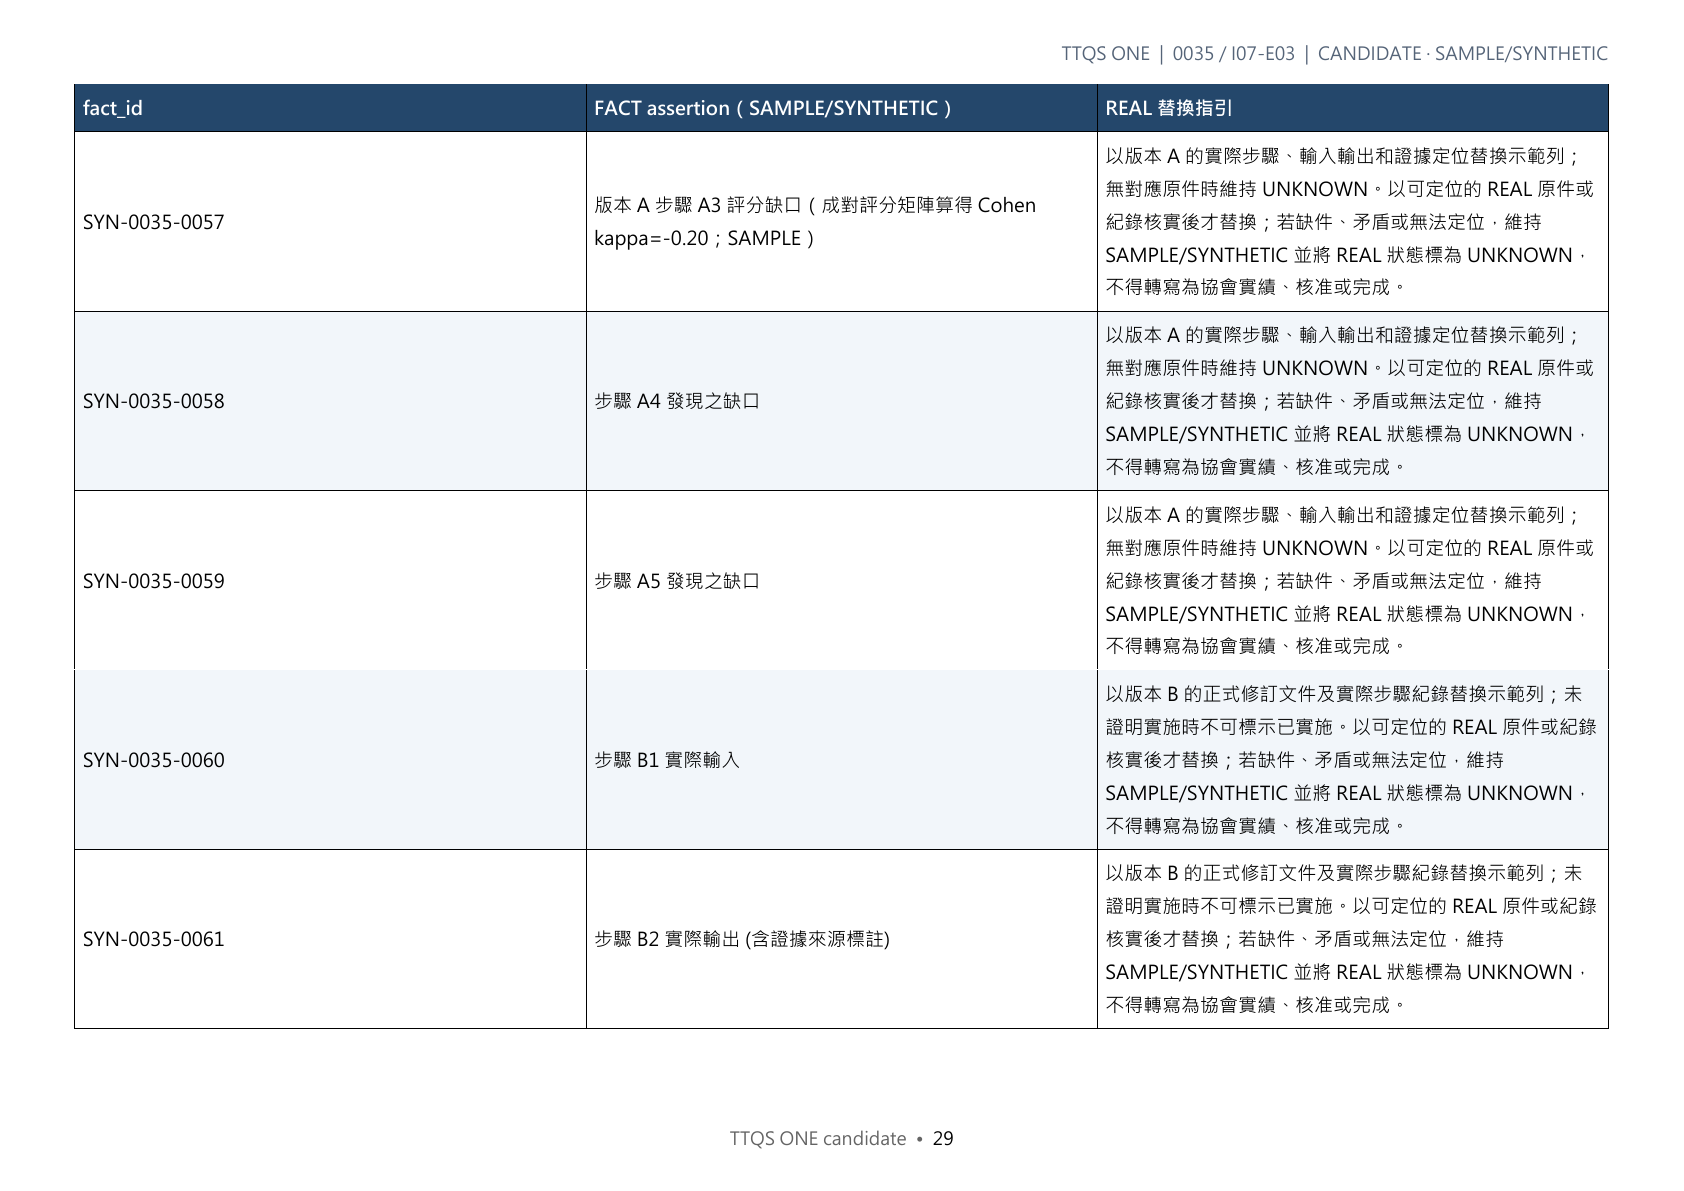 TTQS ONE | 0035 / I07-E03 | CANDIDATE · SAMPLE/SYNTHETIC
fact_id
FACT assertion（SAMPLE/SYNTHETIC）
REAL 替換指引
SYN-0035-0057
版本 A 步驟 A3 評分缺口（成對評分矩陣算得 Cohen
kappa=-0.20；SAMPLE）
以版本 A 的實際步驟、輸入輸出和證據定位替換示範列；
無對應原件時維持 UNKNOWN。以可定位的 REAL 原件或
紀錄核實後才替換；若缺件、矛盾或無法定位，維持
SAMPLE/SYNTHETIC 並將 REAL 狀態標為 UNKNOWN，
不得轉寫為協會實績、核准或完成。
SYN-0035-0058
步驟 A4 發現之缺口
以版本 A 的實際步驟、輸入輸出和證據定位替換示範列；
無對應原件時維持 UNKNOWN。以可定位的 REAL 原件或
紀錄核實後才替換；若缺件、矛盾或無法定位，維持
SAMPLE/SYNTHETIC 並將 REAL 狀態標為 UNKNOWN，
不得轉寫為協會實績、核准或完成。
SYN-0035-0059
步驟 A5 發現之缺口
以版本 A 的實際步驟、輸入輸出和證據定位替換示範列；
無對應原件時維持 UNKNOWN。以可定位的 REAL 原件或
紀錄核實後才替換；若缺件、矛盾或無法定位，維持
SAMPLE/SYNTHETIC 並將 REAL 狀態標為 UNKNOWN，
不得轉寫為協會實績、核准或完成。
SYN-0035-0060
步驟 B1 實際輸入
以版本 B 的正式修訂文件及實際步驟紀錄替換示範列；未
證明實施時不可標示已實施。以可定位的 REAL 原件或紀錄
核實後才替換；若缺件、矛盾或無法定位，維持
SAMPLE/SYNTHETIC 並將 REAL 狀態標為 UNKNOWN，
不得轉寫為協會實績、核准或完成。
SYN-0035-0061
步驟 B2 實際輸出 (含證據來源標註)
以版本 B 的正式修訂文件及實際步驟紀錄替換示範列；未
證明實施時不可標示已實施。以可定位的 REAL 原件或紀錄
核實後才替換；若缺件、矛盾或無法定位，維持
SAMPLE/SYNTHETIC 並將 REAL 狀態標為 UNKNOWN，
不得轉寫為協會實績、核准或完成。
TTQS ONE candidate • 29